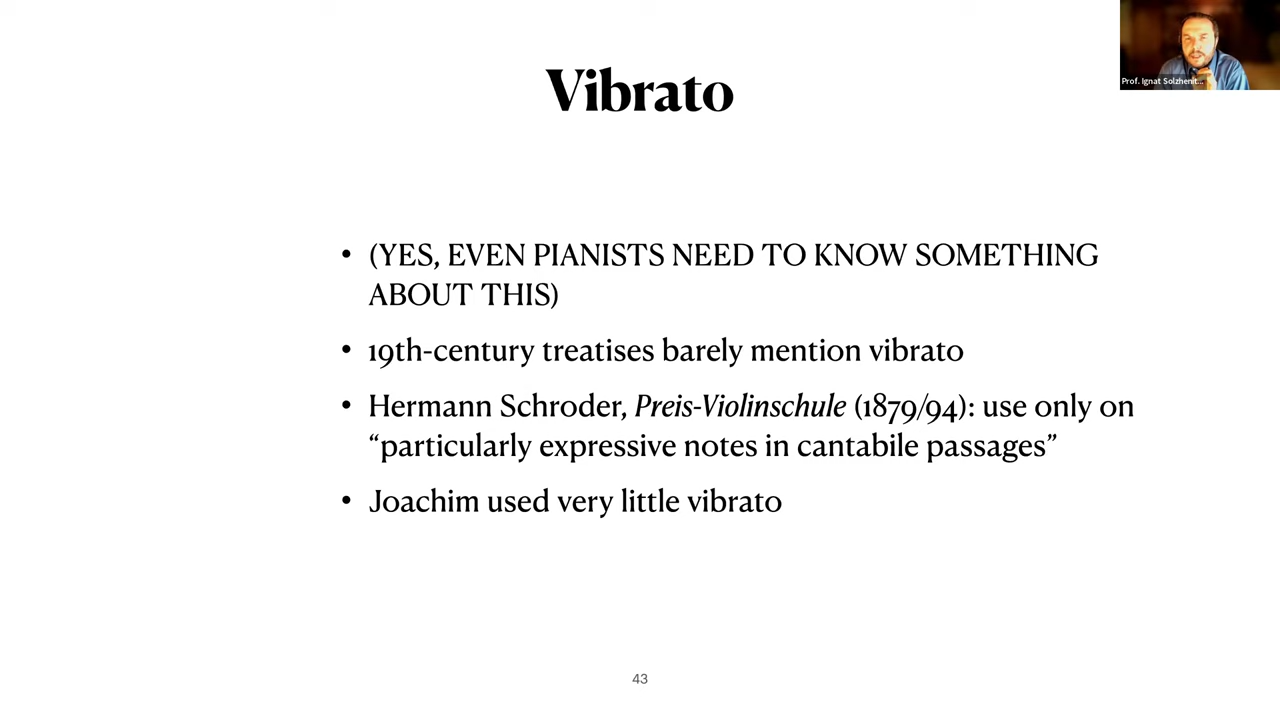 Prof. Ignat Solzhenit...
Vibrato
• (YES, EVEN PIANISTS NEED TO KNOW SOMETHING
ABOUT THIS)
• 19th-century treatises barely mention vibrato
• Hermann Schroder, Preis-Violinschule (1879/94): use only on
“particularly expressive notes in cantabile passages”
• Joachim used very little vibrato
43